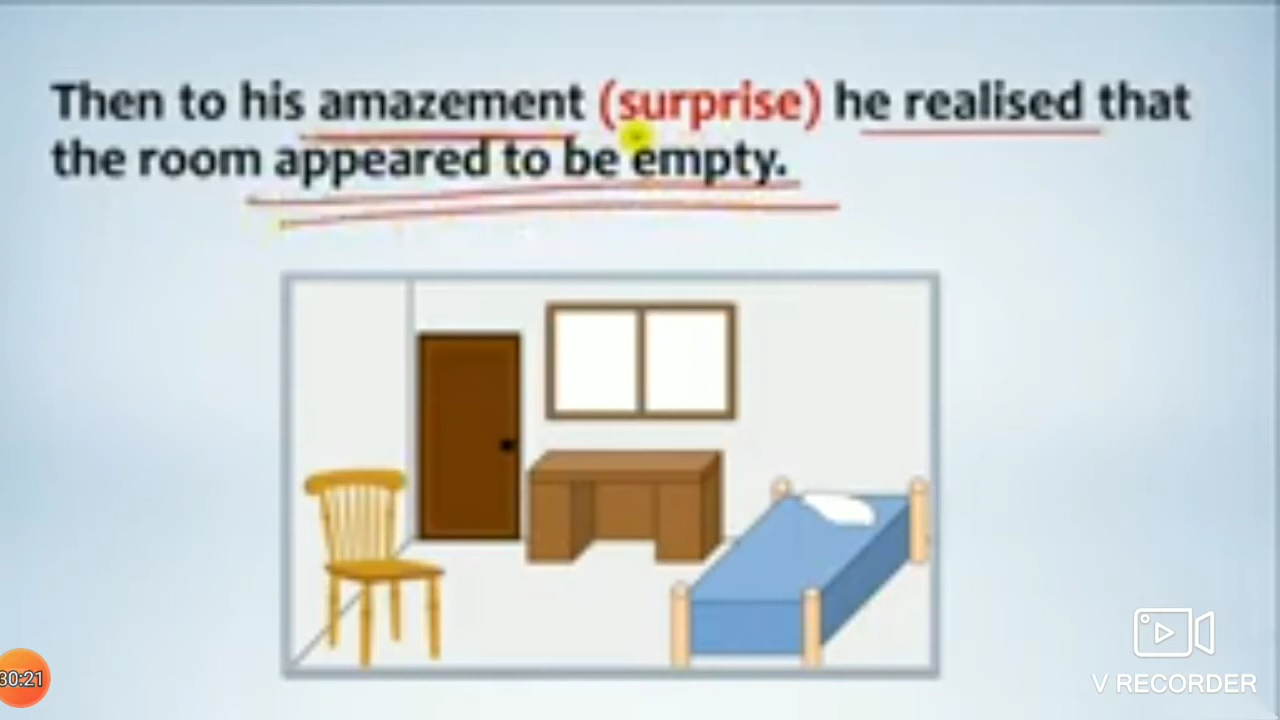 Then to his amazement (surprise) he realised that
the room appeared to be empty.
30:21
V RECORDER